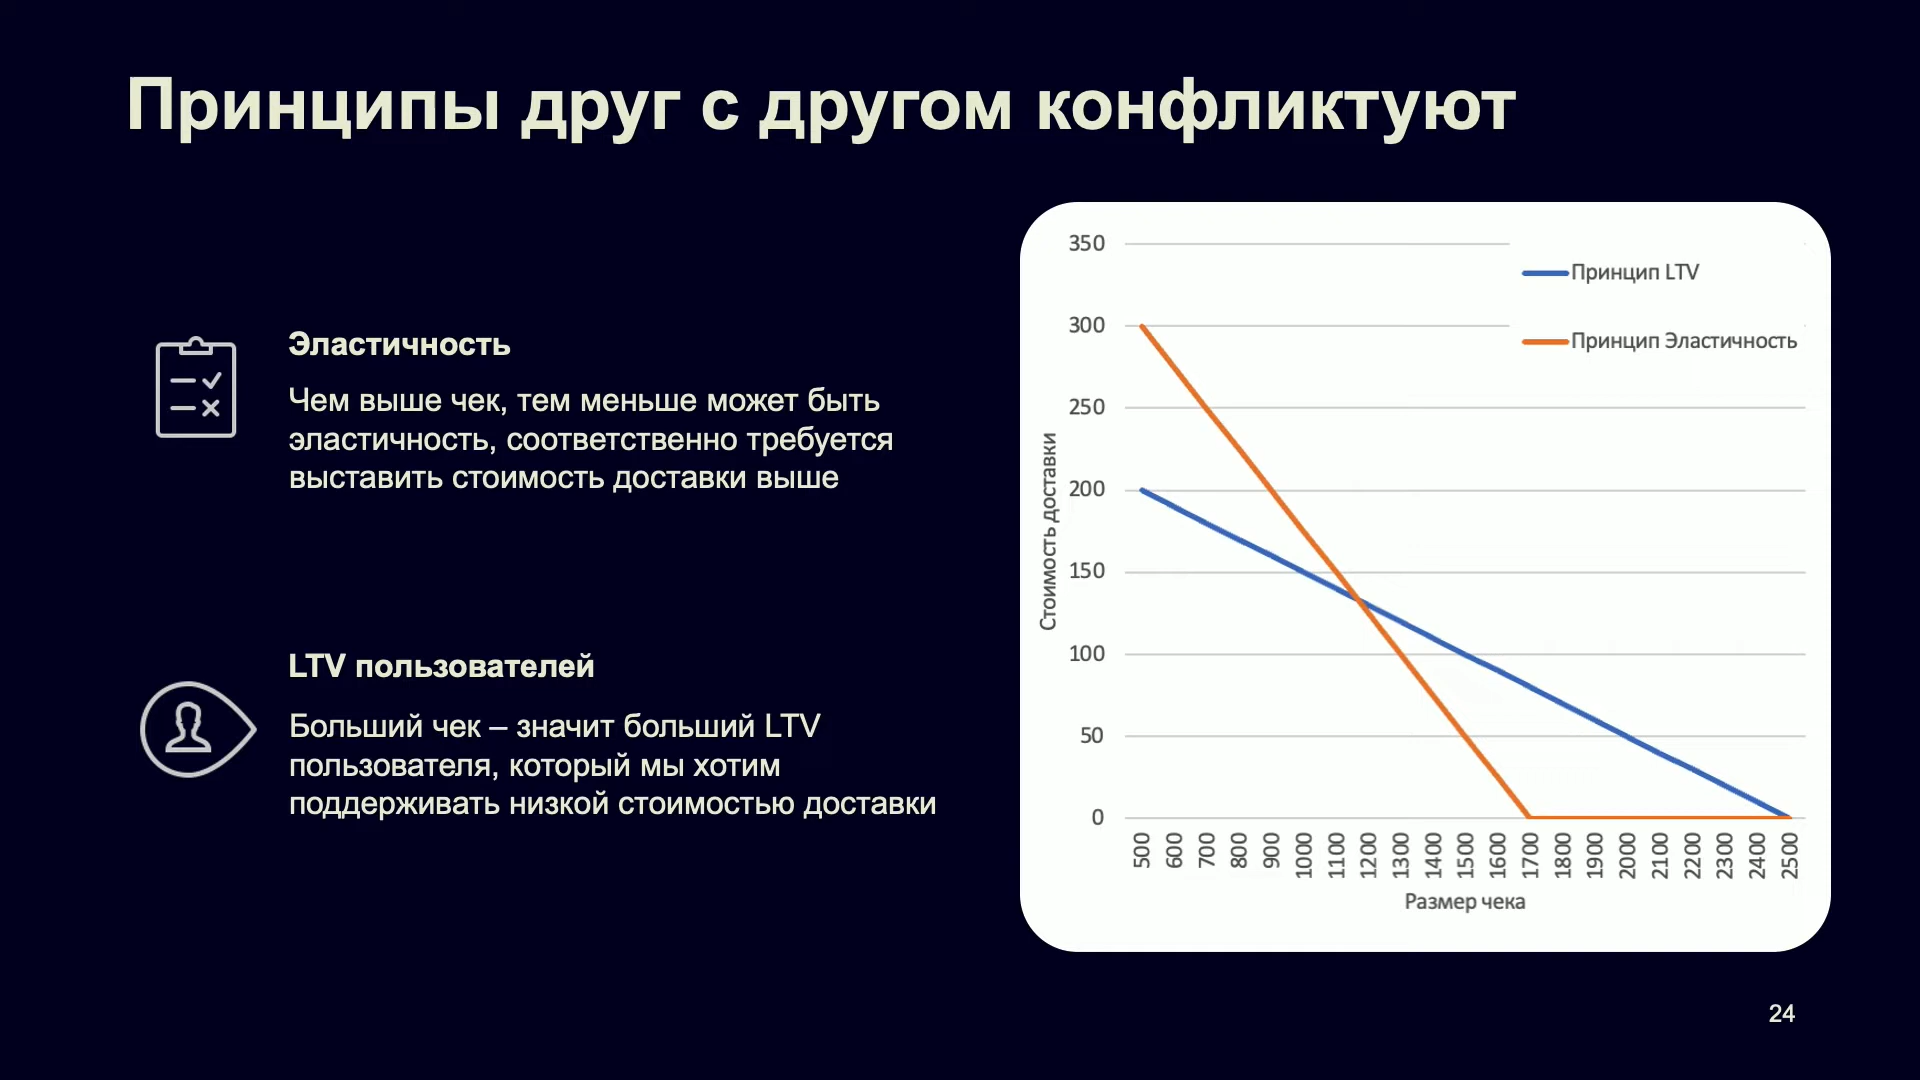 Принципы друг с другом конфликтуют
Эластичность
Чем выше чек, тем меньше может быть
эластичность, соответственно требуется
выставить стоимость доставки выше
LTV пользователей
Больший чек – значит больший LTV
пользователя, который мы хотим
поддерживать низкой стоимостью доставки
Стоимость доставки
350
300
250
200
150
100
50
0
Принцип LTV
Принцип Эластичность
500 600 700 800 900 1000 1100 1200 1300 1400 1500 1600 1700 1800 1900 2000 2100 2200 2300 2400 2500
Размер чека
24